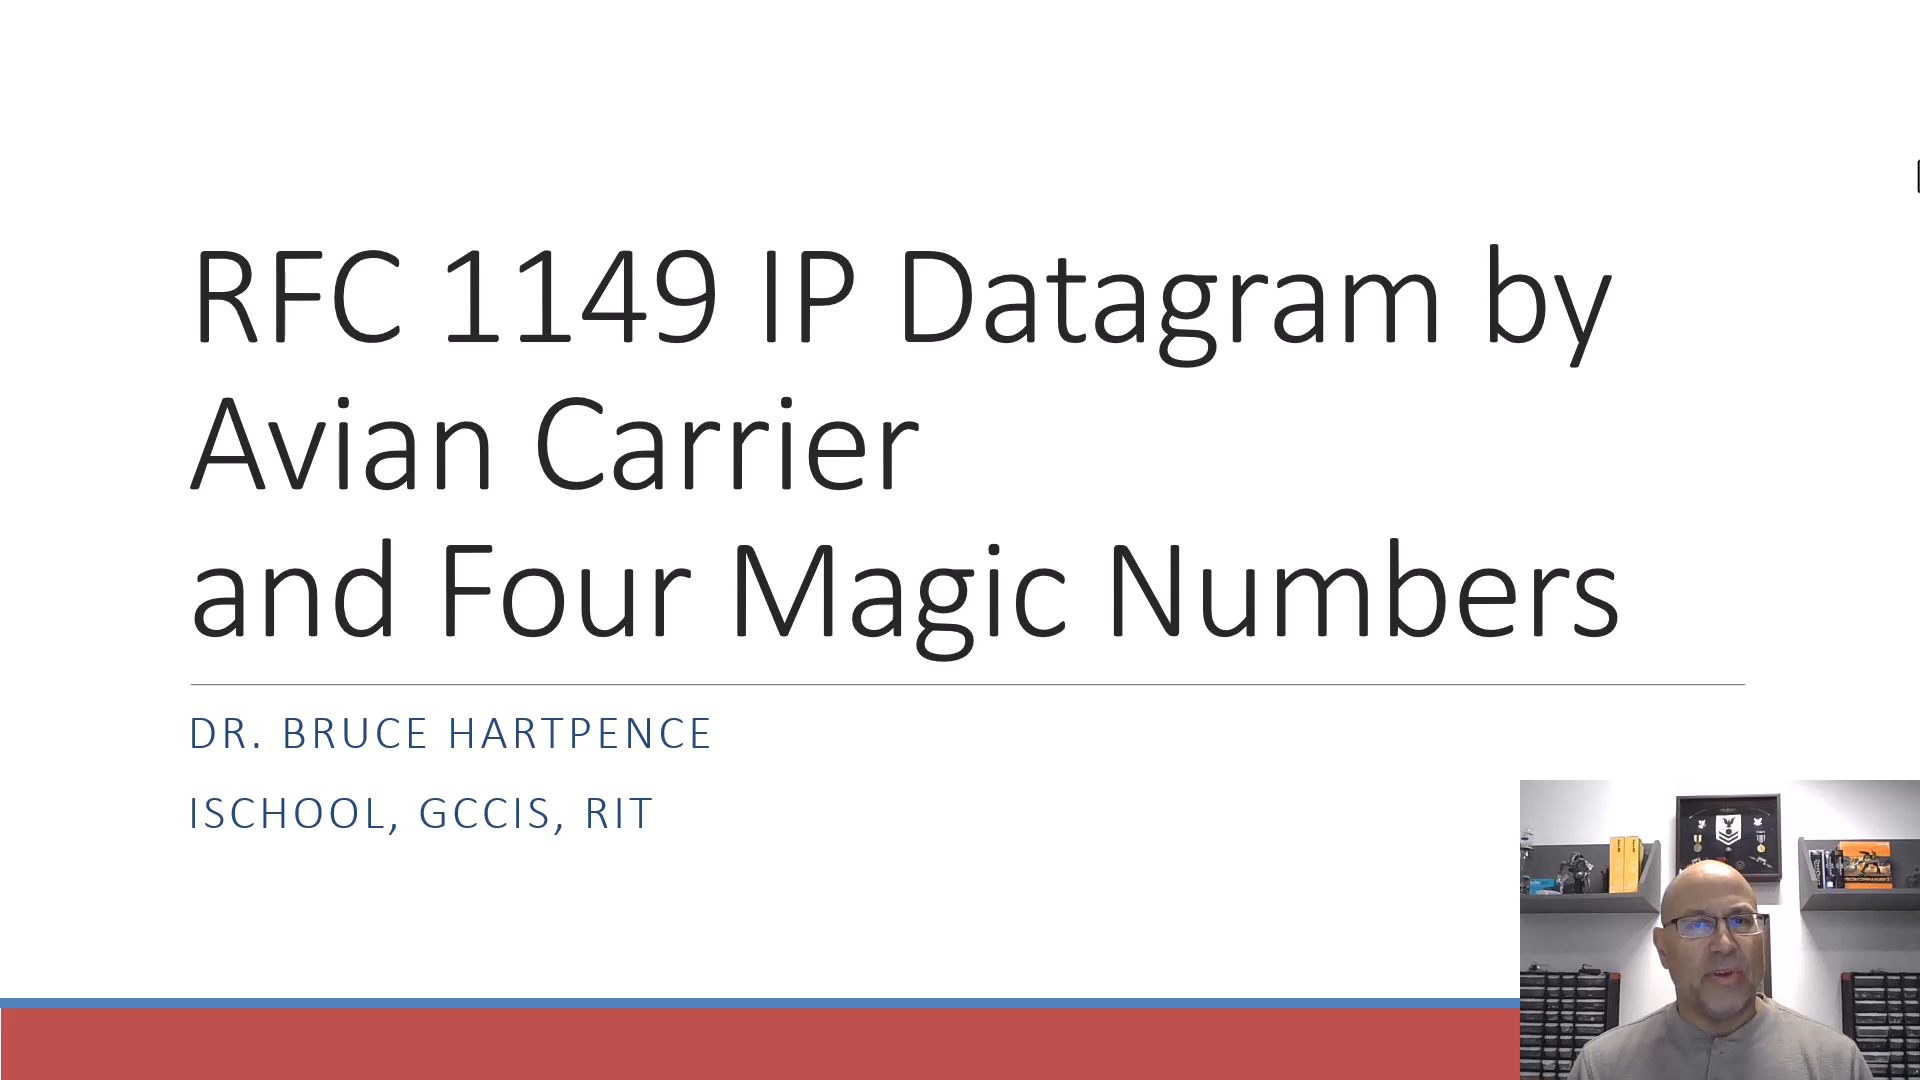 RFC 1149 IP Datagram by
Avian Carrier
and Four Magic Numbers
DR. BRUCE HARTPENCE
ISCHOOL, GCCIS, RIT